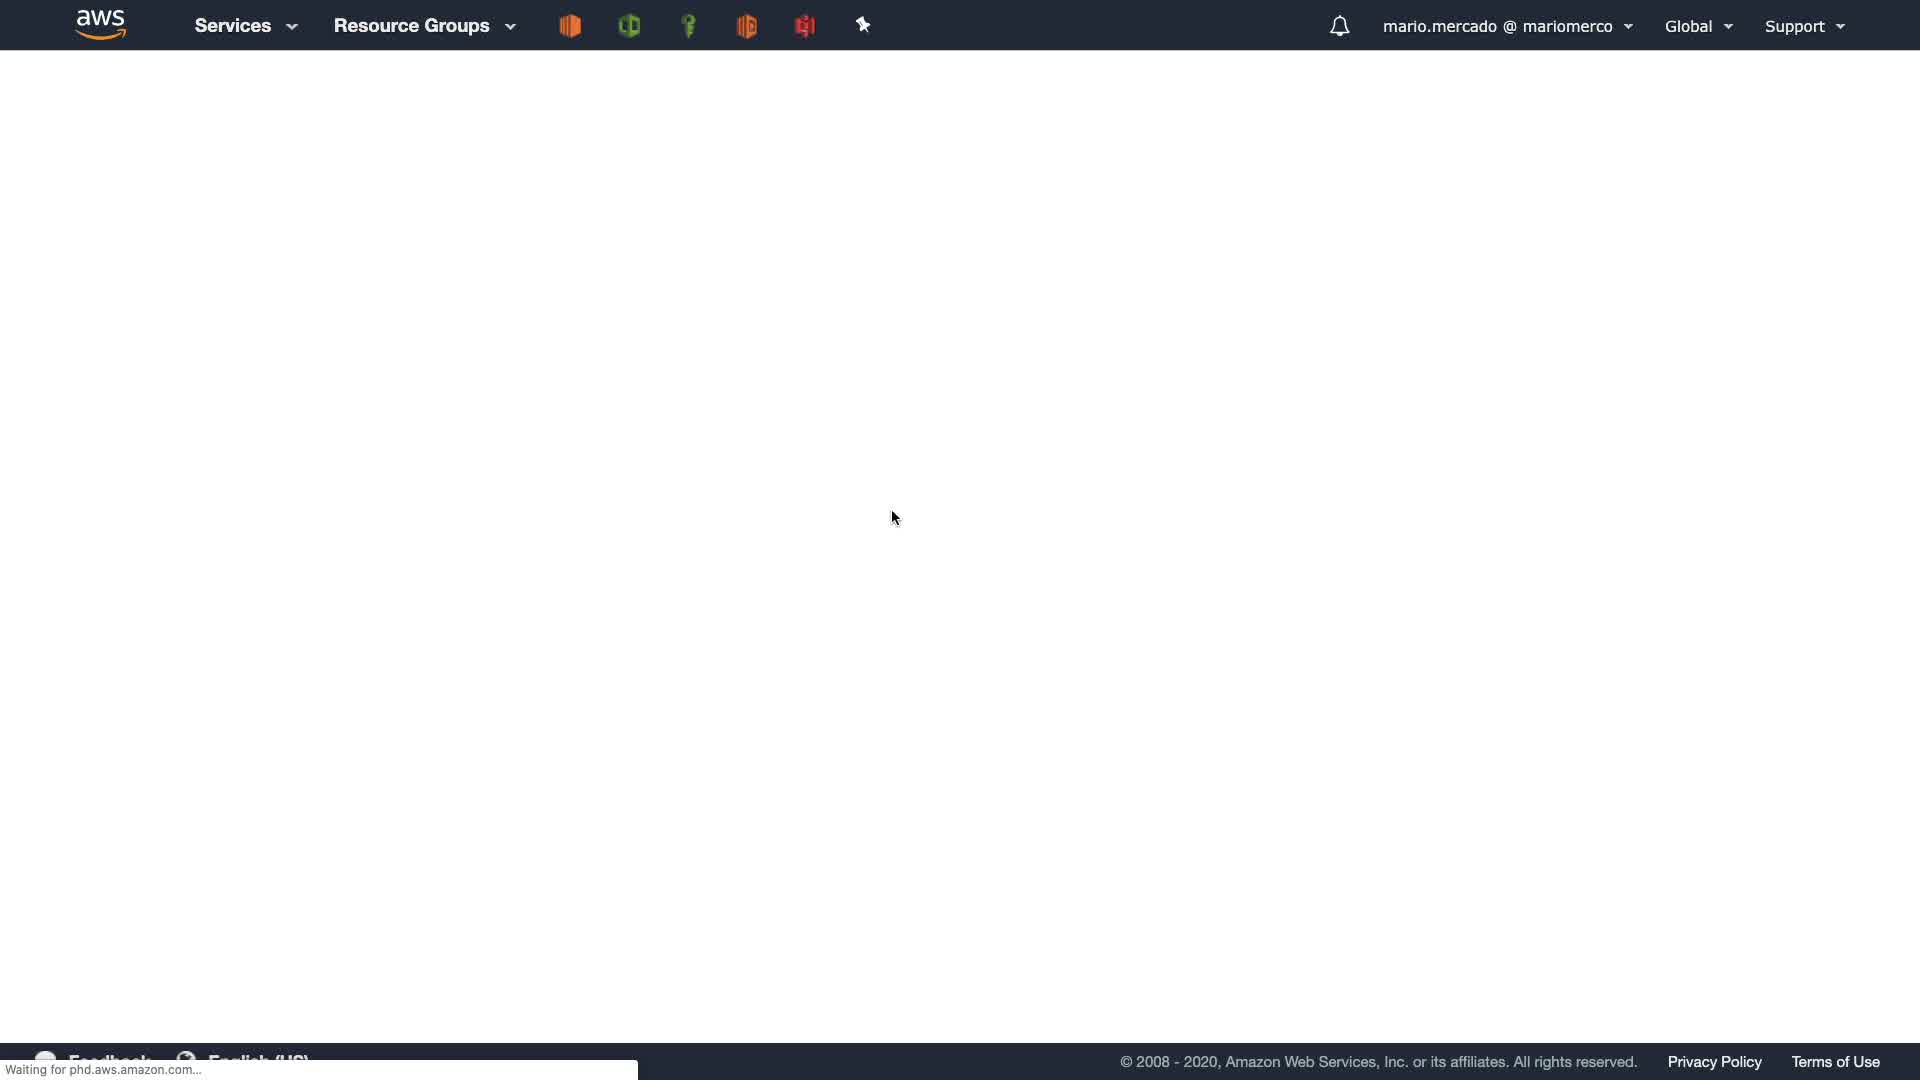 aws Services Resource Groups mario.mercado @ mariomerco Global Support
Feedback English (US) © 2008 - 2020, Amazon Web Services, Inc. or its affiliates. All rights reserved. Privacy Policy Terms of Use
Waiting for phd.aws.amazon.com...